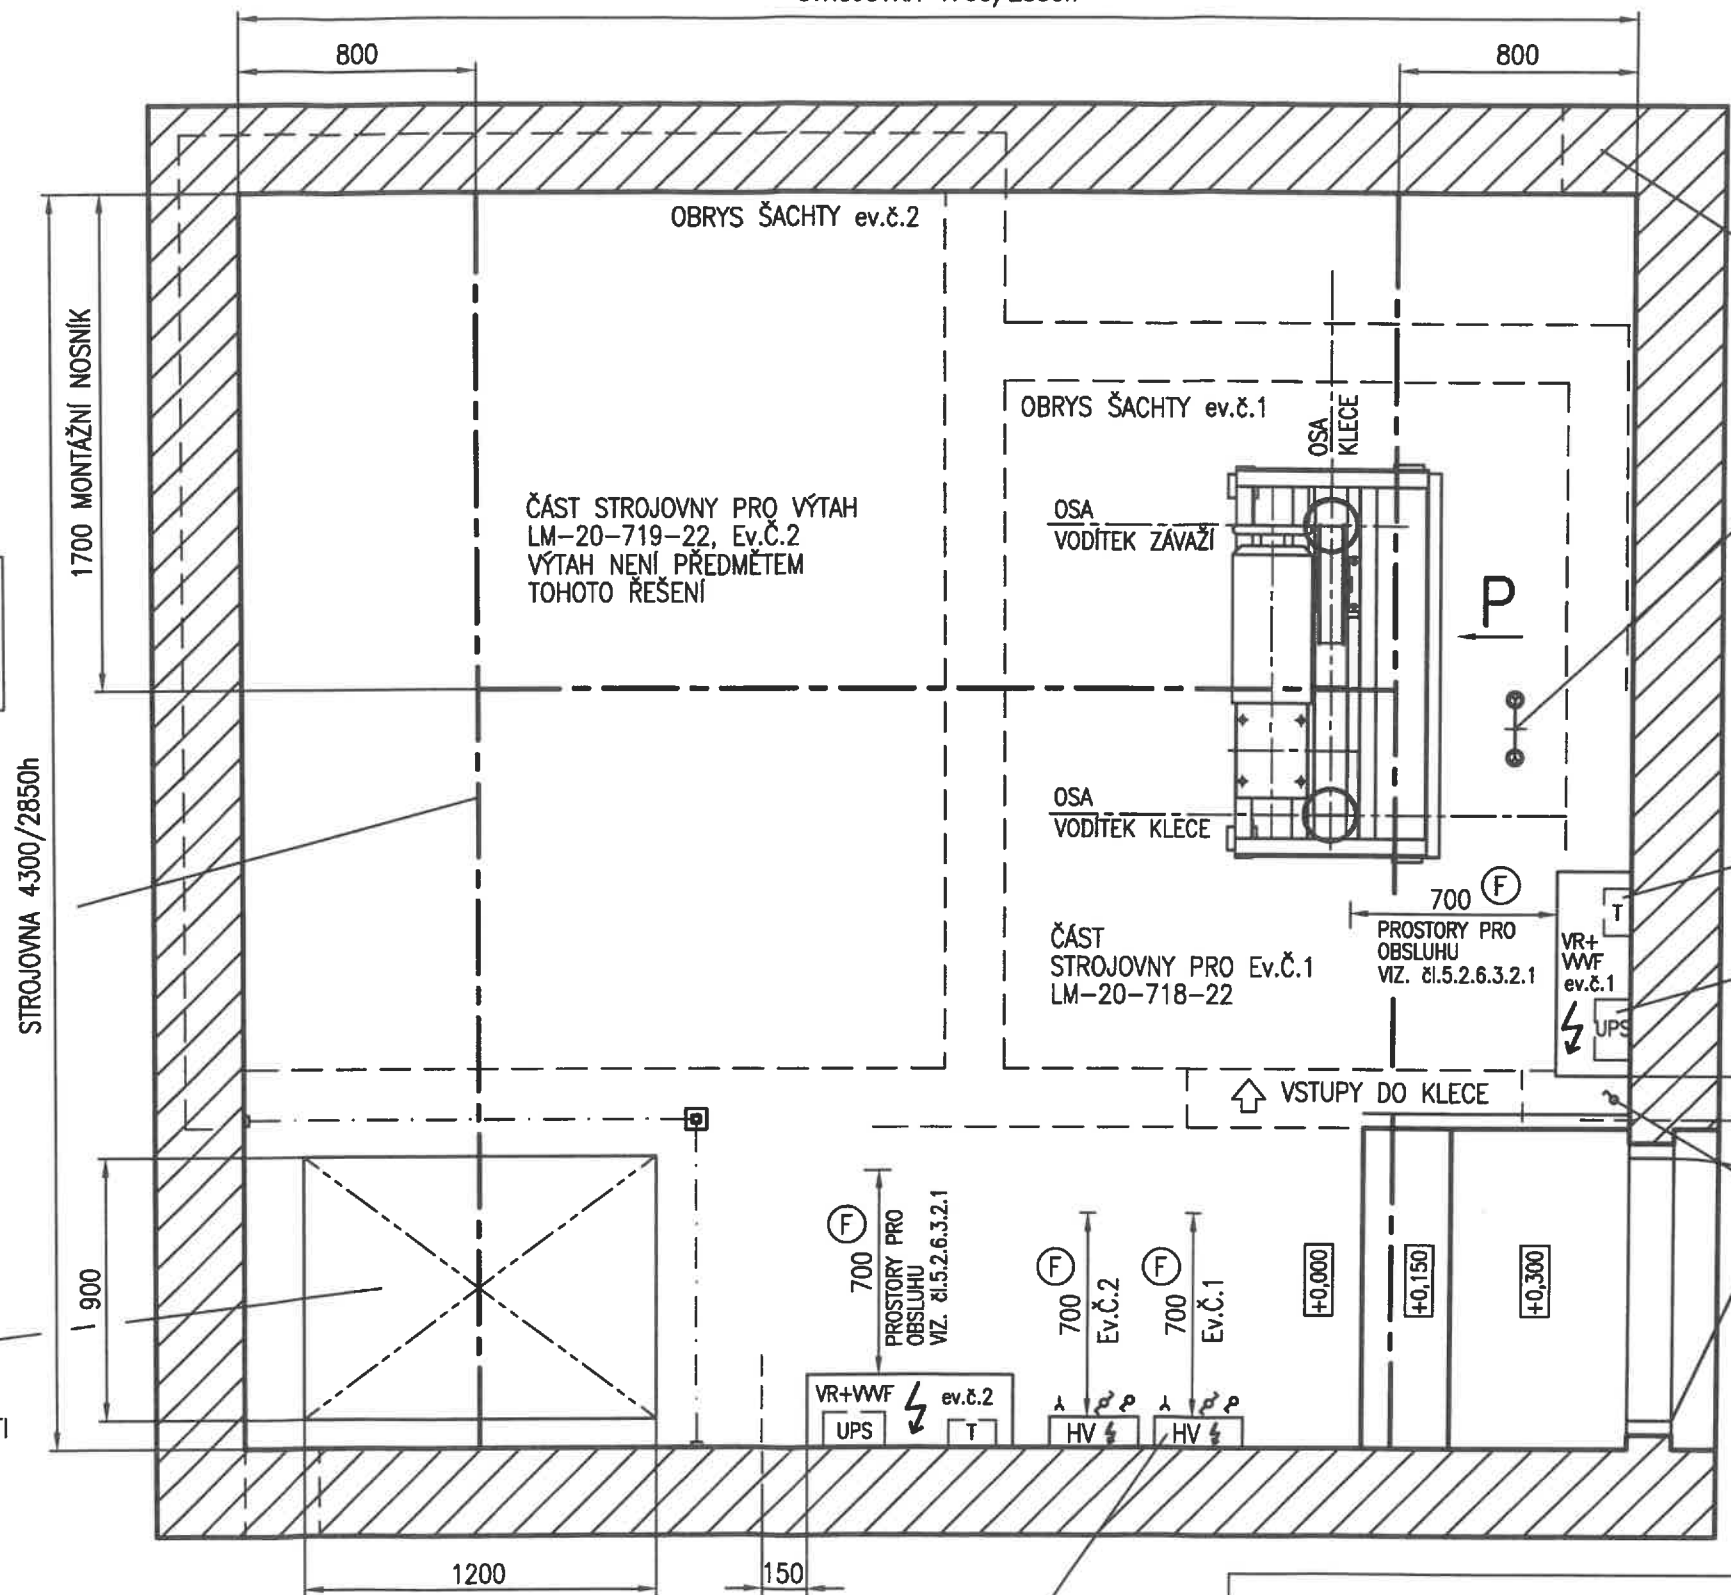 800
800
OBRYS ŠACHTY ev.č.2
1700 MONTÁŽNÍ NOSNÍK
OBRYS ŠACHTY ev.č.1
OSA
KLECE
ČÁST STROJOVNY PRO VÝTAH
LM-20-719-22, Ev.Č.2
VÝTAH NENÍ PŘEDMĚTEM
TOHOTO ŘEŠENÍ
OSA
VODÍTEK ZÁVAŽÍ
P
STROJOVNA 4300/2850h
OSA
VODÍTEK KLECE
700 F
PROSTORY PRO
OBSLUHU
VIZ. čl.5.2.6.3.2.1
T
VR+
VVVF
ev.č.1
UPS
ČÁST
STROJOVNY PRO Ev.Č.1
LM-20-718-22
VSTUPY DO KLECE
900
F
700
PROSTORY PRO
OBSLUHU
VIZ. čl.5.2.6.3.2.1
F
700
Ev.Č.2
F
700
Ev.Č.1
+0,000
+0,150
+0,300
VR+VVVF
ev.č.2
UPS
T
HV
HV
1200
150